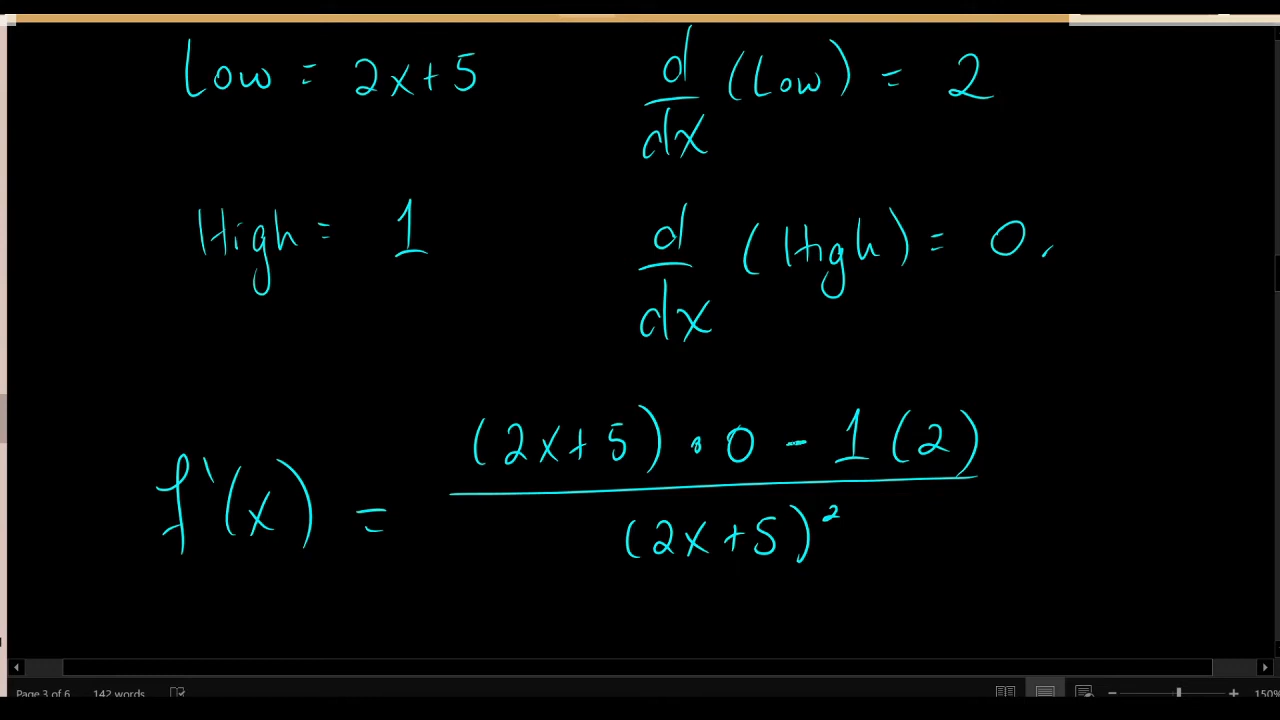 Low = 2x+5 d/dx (Low) = 2
High = 1 d/dx (High) = 0.
f'(x) = ((2x+5) • 0 - 1(2))/(2x+5)²
Page 3 of 6 142 words 150%